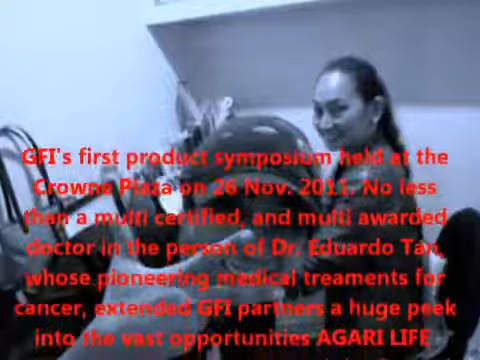 GFI's first product symposium held at the
Crowne Plaza on 26 Nov. 2011. No less
than a multi certified, and multi awarded
doctor in the person of Dr. Eduardo Tan,
whose pioneering medical treaments for
cancer, extended GFI partners a huge peek
into the vast opportunities AGARI LIFE